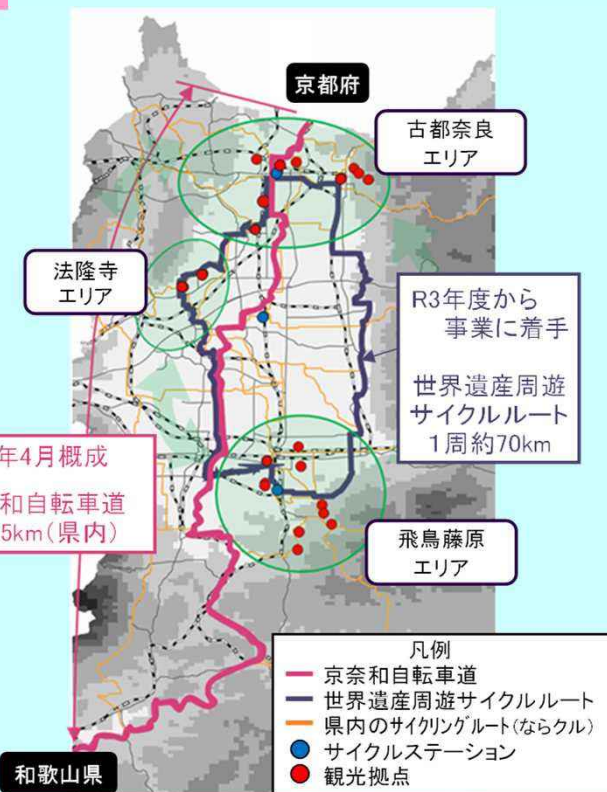 京都府
古都奈良
エリア
法隆寺
エリア
R3年度から
事業に着手
世界遺産周遊
サイクルルート
1周約70km
年4月概成
和自転車道
5km(県内)
飛鳥藤原
エリア
凡例
京奈和自転車道
世界遺産周遊サイクルルート
県内のサイクリングルート(ならクル)
サイクルステーション
観光拠点
和歌山県